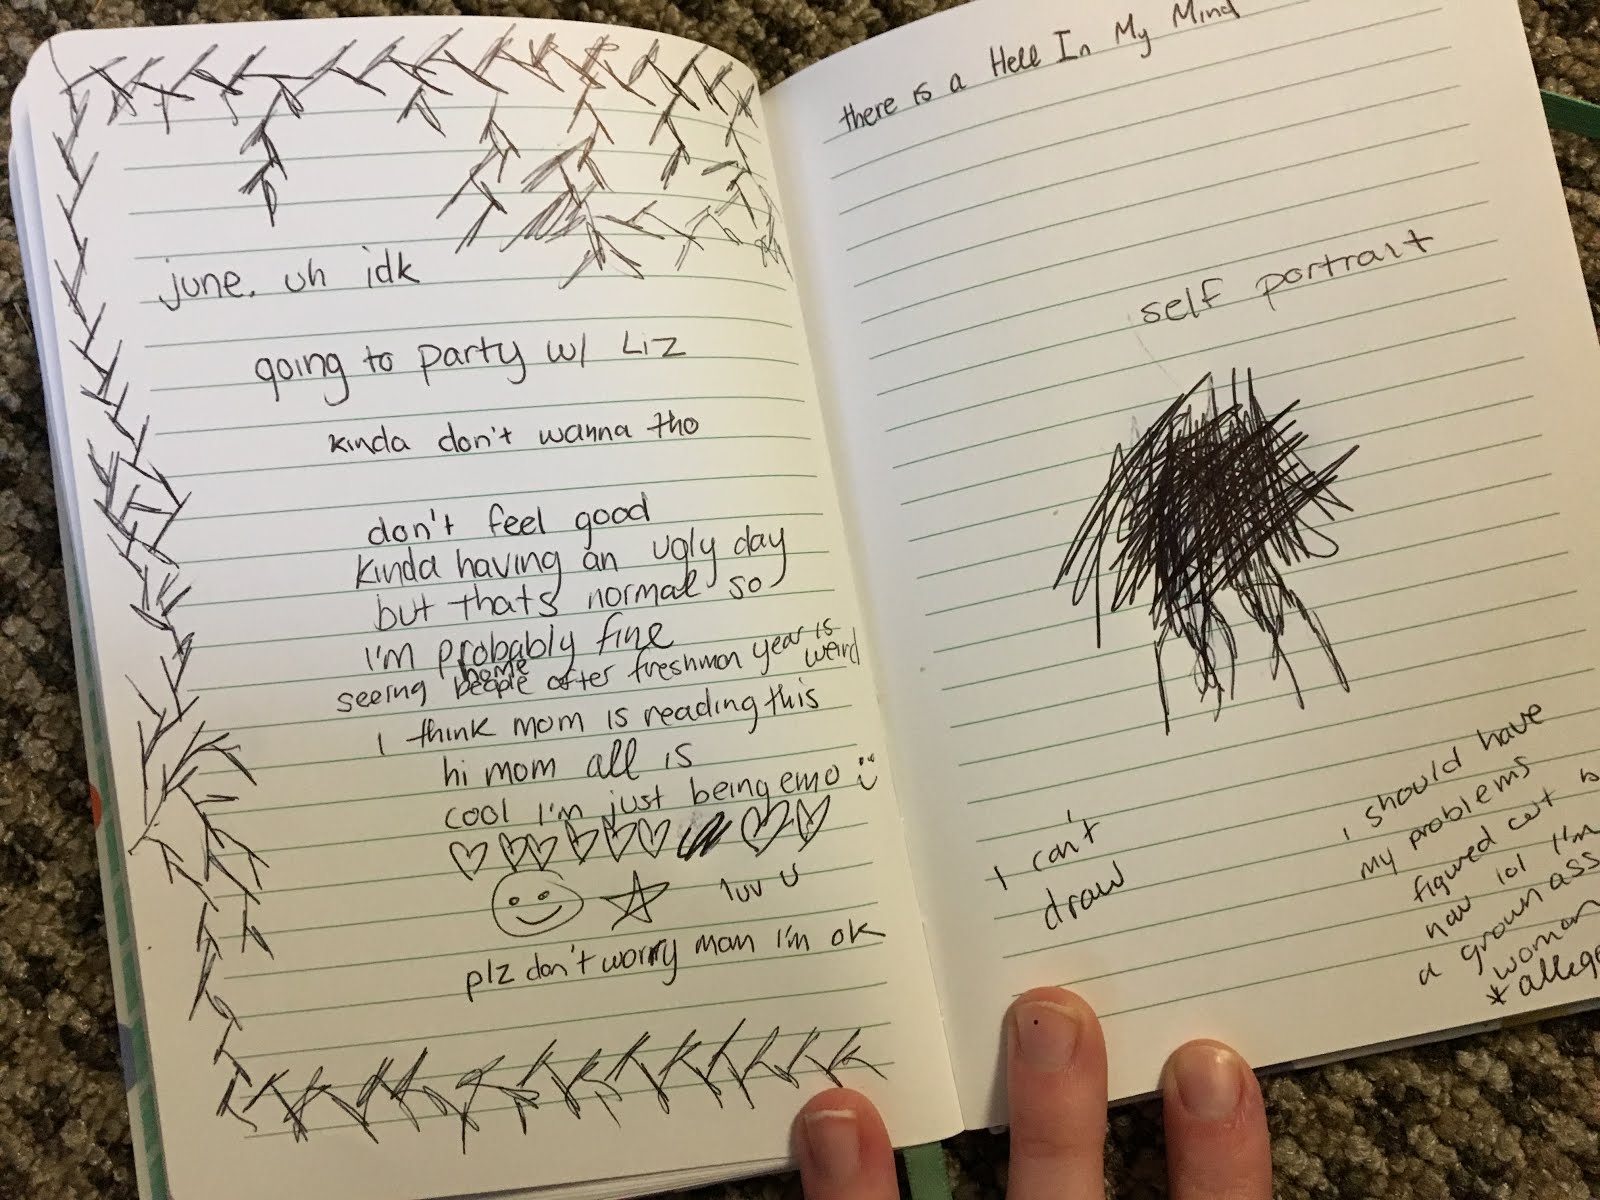 june. uh idk
going to party w/ Liz
kinda don't wanna tho
don't feel good
kinda having an ugly day
but thats normal so
I'm probably fine
home
seeing people after freshman year is
weird
I think mom is reading this
hi mom all is
cool I'm just being emo
luv u
plz don't worry mom I'm ok
there is a Hell In My Mind
self portrait
I can't
draw
I should have
my problems
figured out b
now lol I'm
a grown ass
woman
*allege